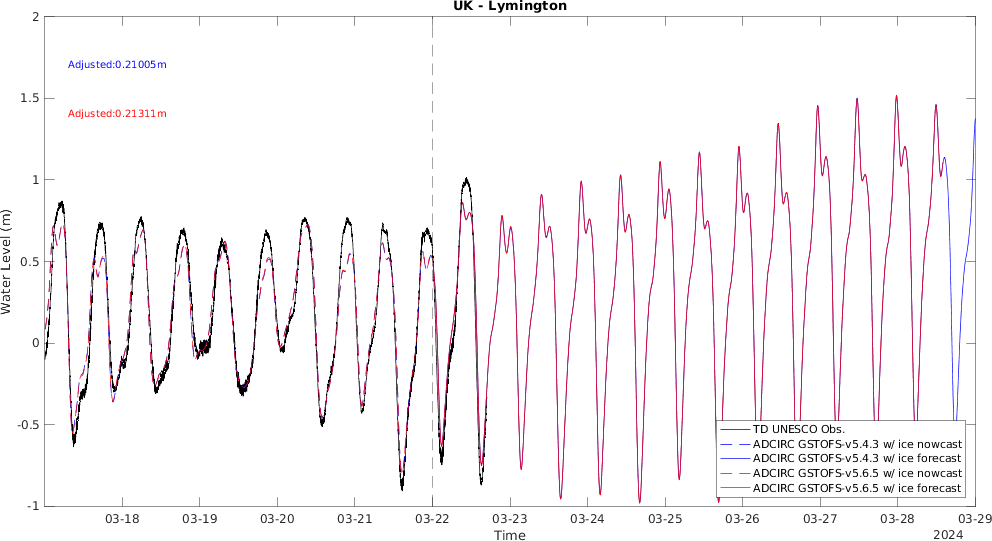 UK - Lymington
Adjusted:0.21005m
Adjusted:0.21311m
2
1.5
1
0.5
0
-0.5
-1
Water Level (m)
TD UNESCO Obs.
ADCIRC GSTOFS-v5.4.3 w/ ice nowcast
ADCIRC GSTOFS-v5.4.3 w/ ice forecast
ADCIRC GSTOFS-v5.6.5 w/ ice nowcast
ADCIRC GSTOFS-v5.6.5 w/ ice forecast
03-18 03-19 03-20 03-21 03-22 03-23 03-24 03-25 03-26 03-27 03-28 03-29
Time
2024